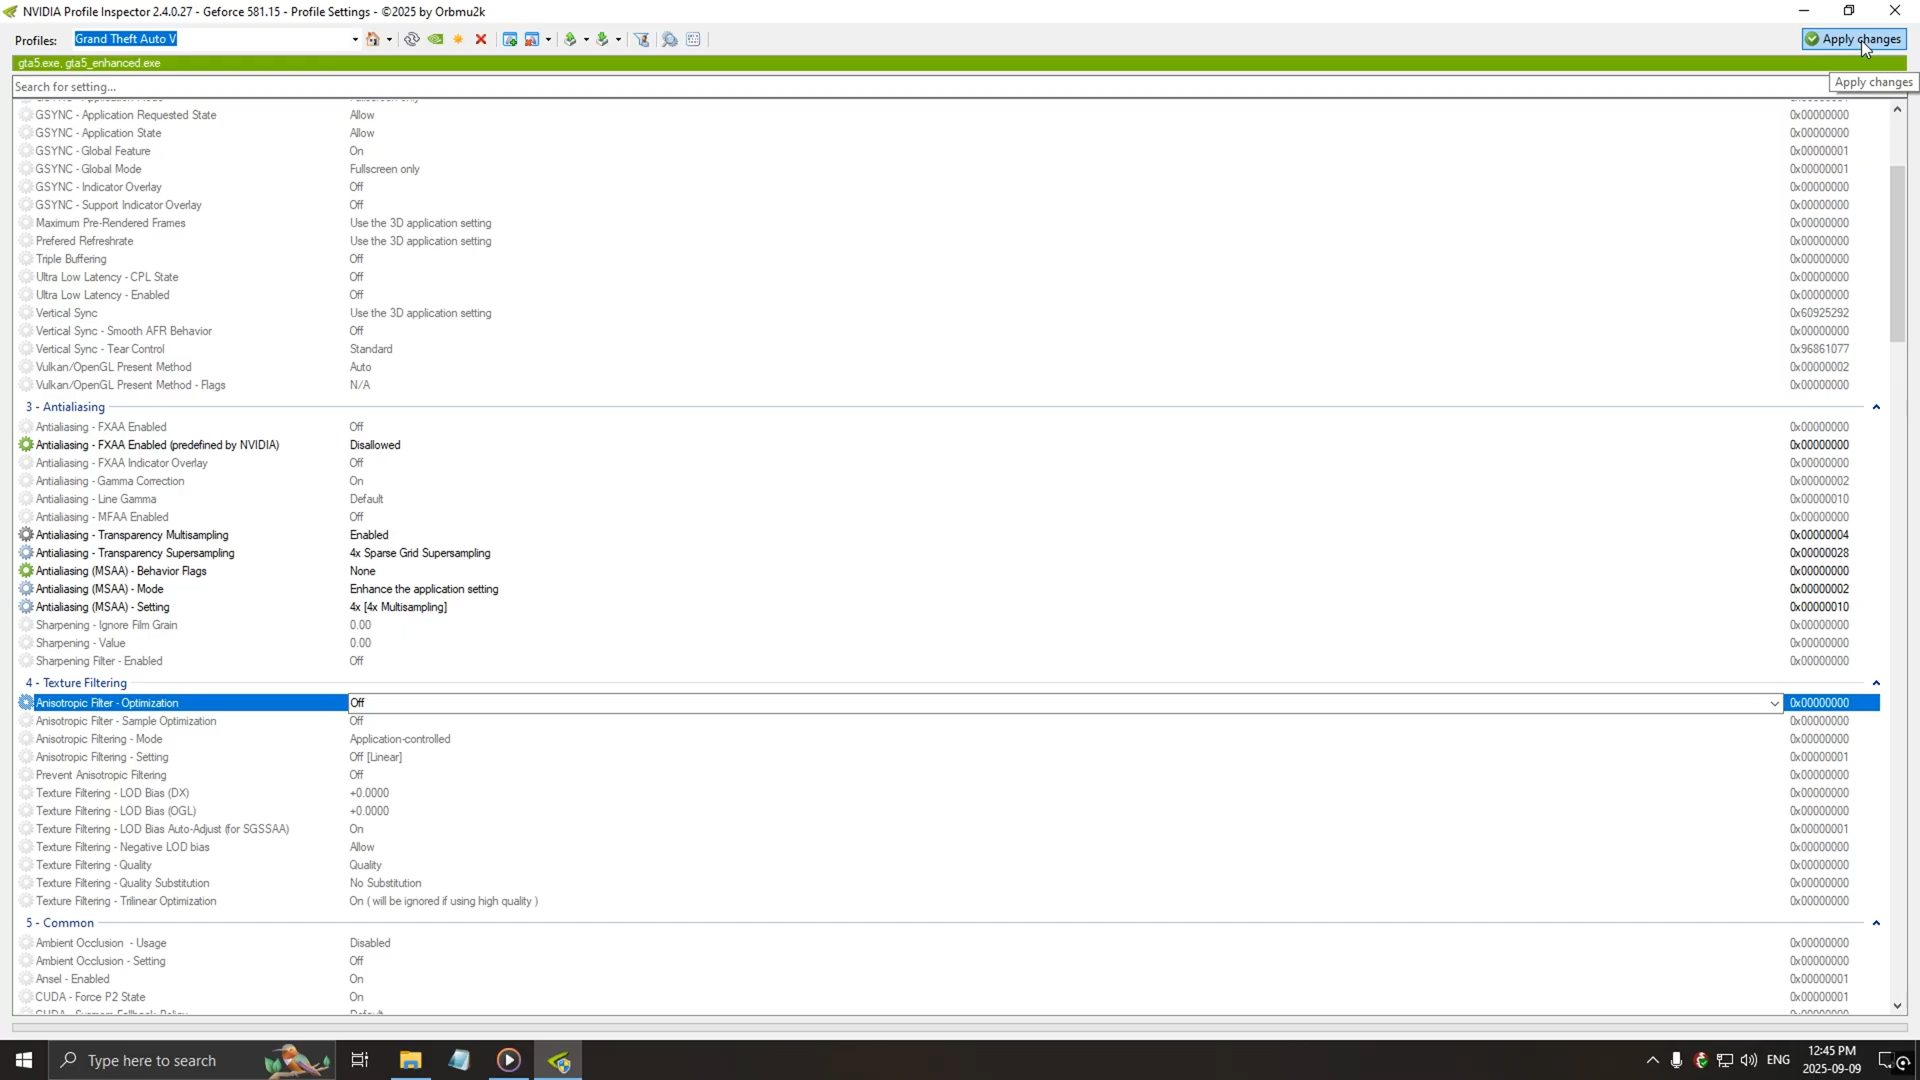 NVIDIA Profile Inspector 2.4.0.27 - Geforce 581.15 - Profile Settings - ©2025 by Orbmu2k
Profiles: Grand Theft Auto V
Apply changes
gta5.exe, gta5_enhanced.exe
Search for setting...
Apply changes
GSYNC - Application Requested State Allow 0x00000000
GSYNC - Application State Allow 0x00000000
GSYNC - Global Feature On 0x00000001
GSYNC - Global Mode Fullscreen only 0x00000001
GSYNC - Indicator Overlay Off 0x00000000
GSYNC - Support Indicator Overlay Off 0x00000000
Maximum Pre-Rendered Frames Use the 3D application setting 0x00000000
Prefered Refreshrate Use the 3D application setting 0x00000000
Triple Buffering Off 0x00000000
Ultra Low Latency - CPL State Off 0x00000000
Ultra Low Latency - Enabled Off 0x00000000
Vertical Sync Use the 3D application setting 0x60925292
Vertical Sync - Smooth AFR Behavior Off 0x00000000
Vertical Sync - Tear Control Standard 0x96861077
Vulkan/OpenGL Present Method Auto 0x00000002
Vulkan/OpenGL Present Method - Flags N/A 0x00000000
3 - Antialiasing
Antialiasing - FXAA Enabled Off 0x00000000
Antialiasing - FXAA Enabled (predefined by NVIDIA) Disallowed 0x00000000
Antialiasing - FXAA Indicator Overlay Off 0x00000000
Antialiasing - Gamma Correction On 0x00000002
Antialiasing - Line Gamma Default 0x00000010
Antialiasing - MFAA Enabled Off 0x00000000
Antialiasing - Transparency Multisampling Enabled 0x00000004
Antialiasing - Transparency Supersampling 4x Sparse Grid Supersampling 0x00000028
Antialiasing (MSAA) - Behavior Flags None 0x00000000
Antialiasing (MSAA) - Mode Enhance the application setting 0x00000002
Antialiasing (MSAA) - Setting 4x [4x Multisampling] 0x00000010
Sharpening - Ignore Film Grain 0.00 0x00000000
Sharpening - Value 0.00 0x00000000
Sharpening Filter - Enabled Off 0x00000000
4 - Texture Filtering
Anisotropic Filter - Optimization Off 0x00000000
Anisotropic Filter - Sample Optimization Off 0x00000000
Anisotropic Filtering - Mode Application-controlled 0x00000000
Anisotropic Filtering - Setting Off [Linear] 0x00000001
Prevent Anisotropic Filtering Off 0x00000000
Texture Filtering - LOD Bias (DX) +0.0000 0x00000000
Texture Filtering - LOD Bias (OGL) +0.0000 0x00000000
Texture Filtering - LOD Bias Auto-Adjust (for SGSSAA) On 0x00000001
Texture Filtering - Negative LOD bias Allow 0x00000000
Texture Filtering - Quality Quality 0x00000000
Texture Filtering - Quality Substitution No Substitution 0x00000000
Texture Filtering - Trilinear Optimization On ( will be ignored if using high quality ) 0x00000000
5 - Common
Ambient Occlusion - Usage Disabled 0x00000000
Ambient Occlusion - Setting Off 0x00000000
Ansel - Enabled On 0x00000001
CUDA - Force P2 State On 0x00000001
Type here to search
ENG
12:45 PM
2025-09-09